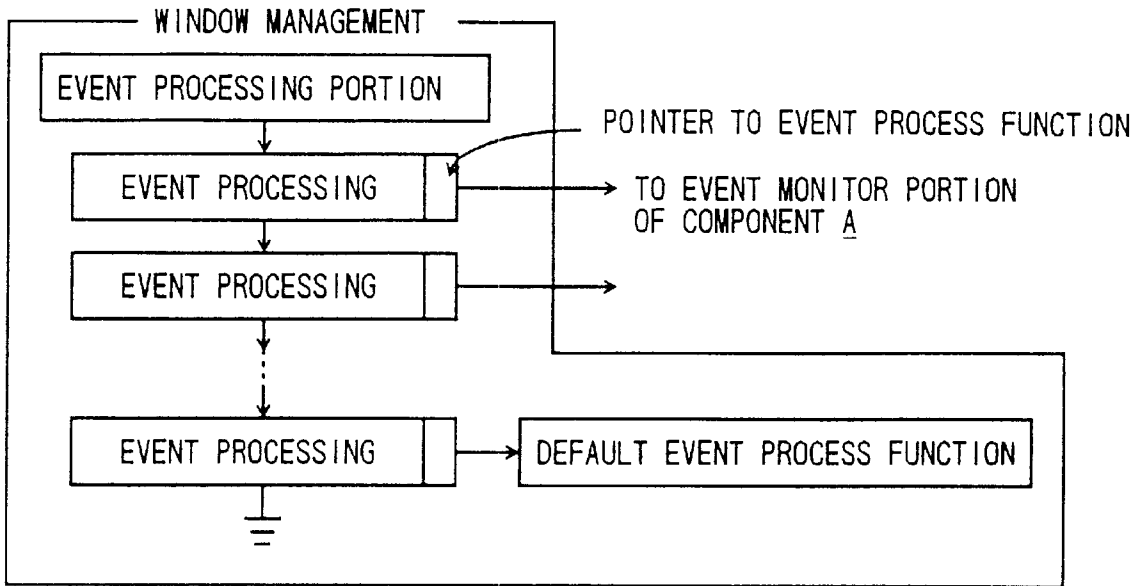 WINDOW MANAGEMENT
EVENT PROCESSING PORTION
POINTER TO EVENT PROCESS FUNCTION
EVENT PROCESSING
TO EVENT MONITOR PORTION
OF COMPONENT A
EVENT PROCESSING
EVENT PROCESSING
DEFAULT EVENT PROCESS FUNCTION